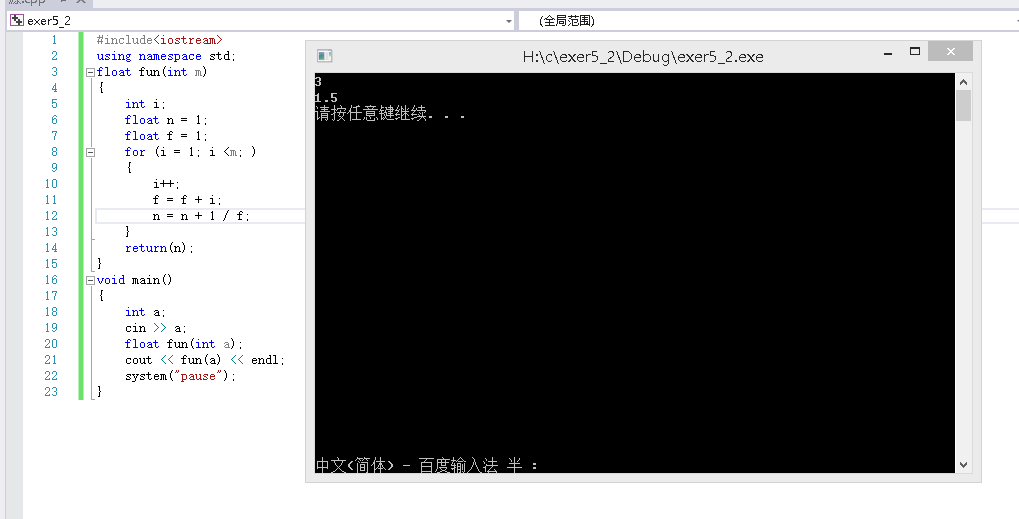 源.cpp
exer5_2
(全局范围)
H:\c\exer5_2\Debug\exer5_2.exe
1 #include<iostream>
2 using namespace std;
3 float fun(int m)
4 {
5 int i;
6 float n = 1;
7 float f = 1;
8 for (i = 1; i <m; )
9 {
10 i++;
11 f = f + i;
12 n = n + 1 / f;
13 }
14 return(n);
15 }
16 void main()
17 {
18 int a;
19 cin >> a;
20 float fun(int a);
21 cout << fun(a) << endl;
22 system("pause");
23 }
3
1.5
请按任意键继续. . .
中文(简体) - 百度输入法 半 :